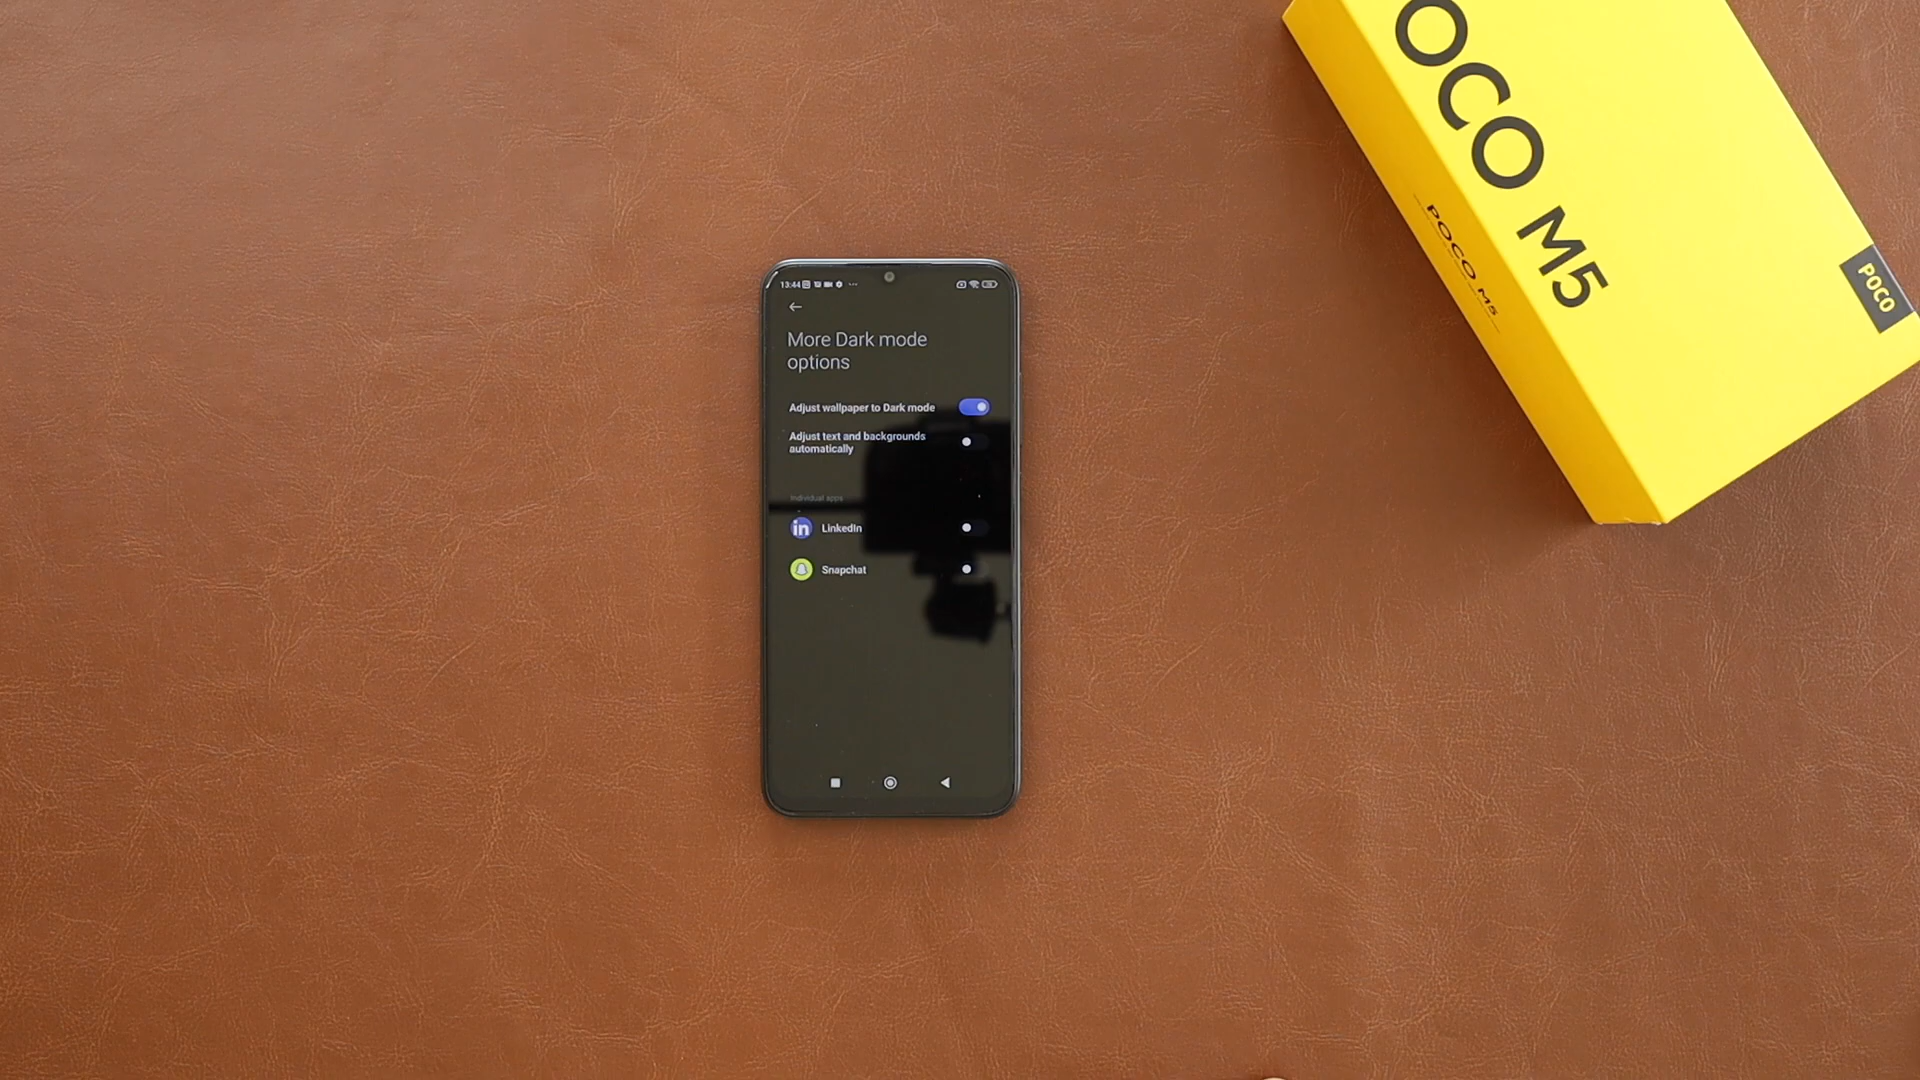 13:44
More Dark mode
options
Adjust wallpaper to Dark mode
Adjust text and backgrounds
automatically
Individual apps
in
LinkedIn
Snapchat
OCO M5
POCO M5
POCO